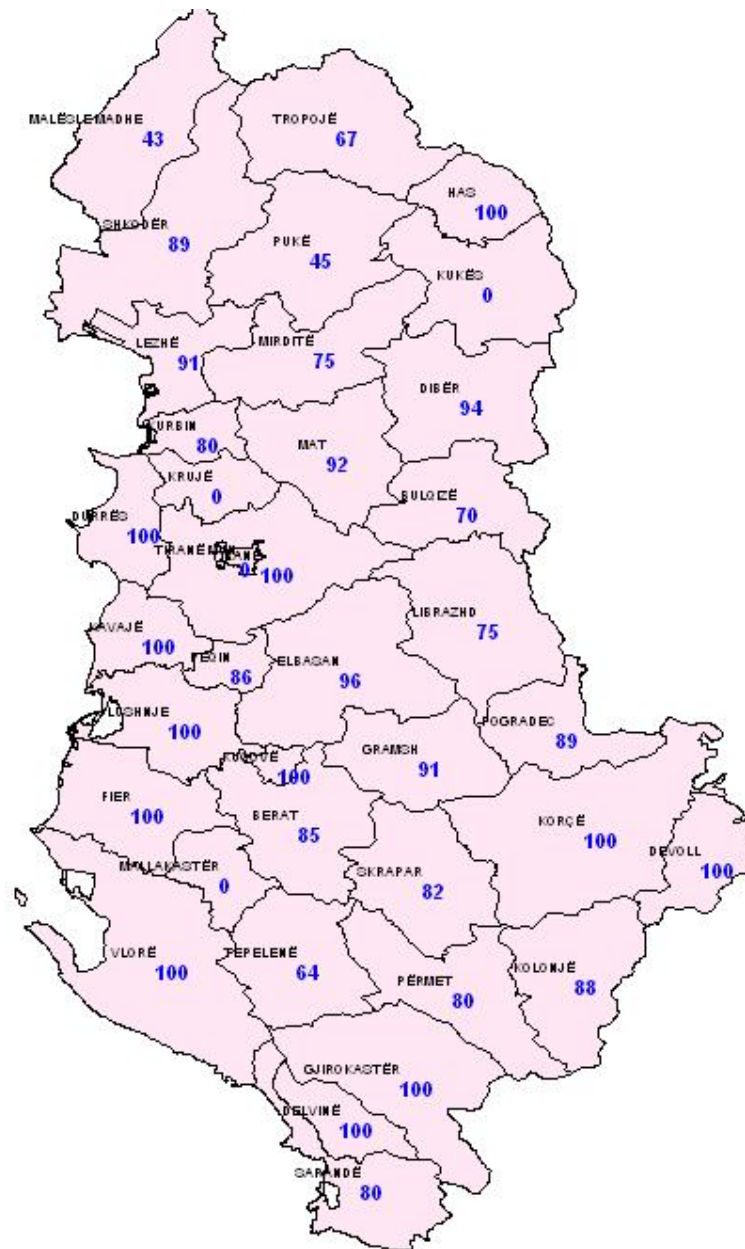 MALËSI E MADHE
43
TROPOJË
67
HAS
100
SHKODËR
89
PUKË
45
KUKËS
0
LEZHË
91
MIRDITË
75
DIBËR
94
KURBIN
80
MAT
92
KRUJË
0
BULQIZË
70
DURRËS
100
0
100
LIBRAZHD
75
KAVAJË
100
PEQIN
86
ELBASAN
96
LUSHNJE
100
POGRADEC
89
GRAMSH
91
KUÇOVË
100
FIER
100
BERAT
85
KORÇË
100
DEVOLL
100
MALLAKASTËR
0
SKRAPAR
82
VLORË
100
TEPELENË
64
PËRMET
80
KOLONJË
88
GJIROKASTËR
100
DELVINË
100
SARANDË
80